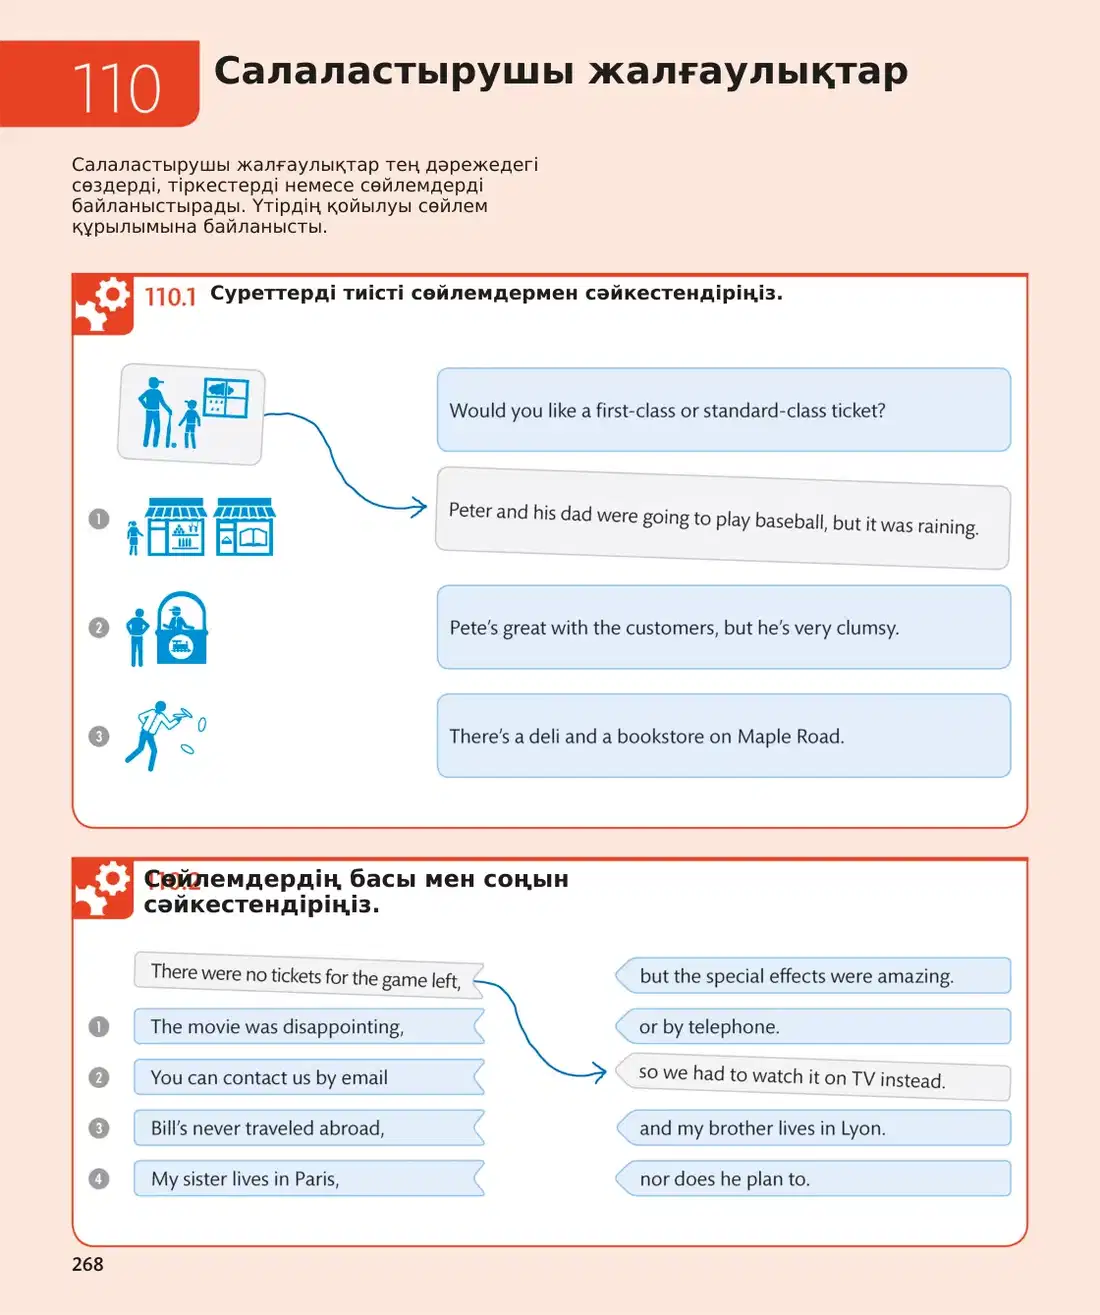 110
Салаластырушы жалғаулықтар
Салаластырушы жалғаулықтар тең дәрежедегі
сөздерді, тіркестерді немесе сөйлемдерді
байланыстырады. Үтірдің қойылуы сөйлем
құрылымына байланысты.
110.1 Суреттерді тиісті сөйлемдермен сәйкестендіріңіз.
Would you like a first-class or standard-class ticket?
Peter and his dad were going to play baseball, but it was raining.
1
2
Pete's great with the customers, but he's very clumsy.
3
There's a deli and a bookstore on Maple Road.
110.2
Сөйлемдердің басы мен соңын
сәйкестендіріңіз.
There were no tickets for the game left,
but the special effects were amazing.
1 The movie was disappointing,
or by telephone.
2 You can contact us by email
so we had to watch it on TV instead.
3 Bill's never traveled abroad,
and my brother lives in Lyon.
4 My sister lives in Paris,
nor does he plan to.
268